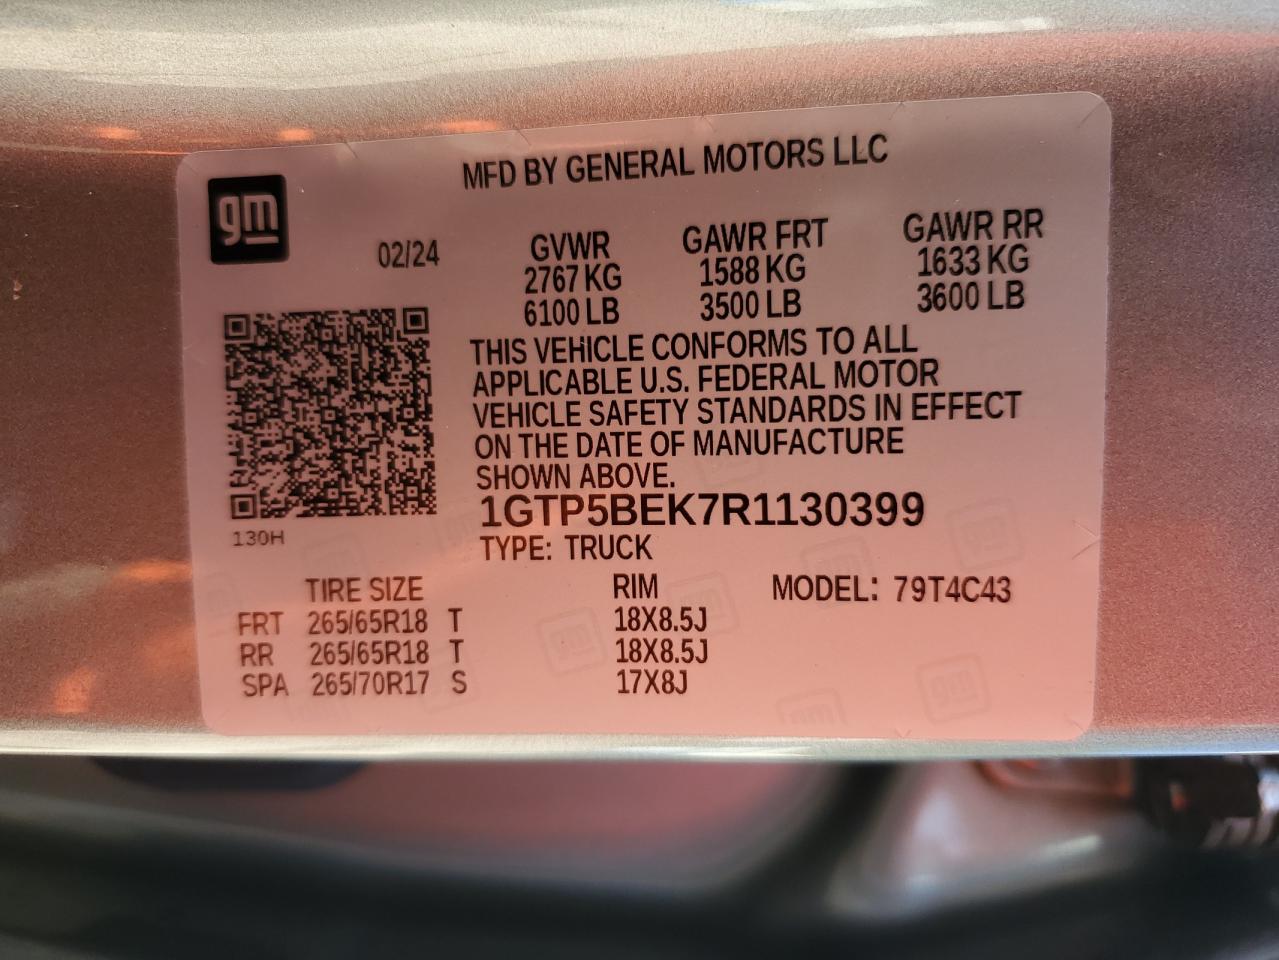 gm
MFD BY GENERAL MOTORS LLC
02/24
GVWR GAWR FRT GAWR RR
2767 KG 1588 KG 1633 KG
6100 LB 3500 LB 3600 LB
THIS VEHICLE CONFORMS TO ALL
APPLICABLE U.S. FEDERAL MOTOR
VEHICLE SAFETY STANDARDS IN EFFECT
ON THE DATE OF MANUFACTURE
SHOWN ABOVE.
1GTP5BEK7R1130399
130H
TYPE: TRUCK
TIRE SIZE RIM MODEL: 79T4C43
FRT 265/65R18 T 18X8.5J
RR 265/65R18 T 18X8.5J
SPA 265/70R17 S 17X8J